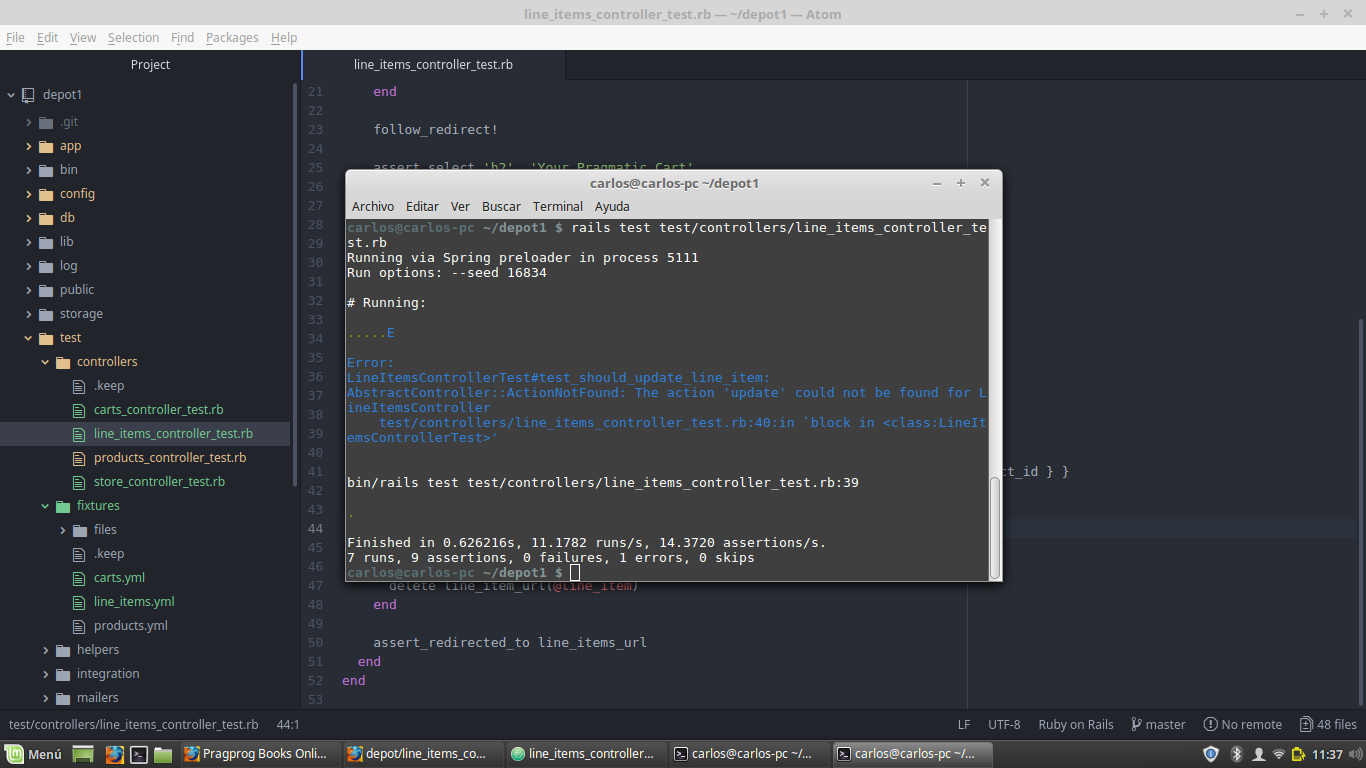 line_items_controller_test.rb — ~/depot1 — Atom
File Edit View Selection Find Packages Help
Project
depot1
.git
app
bin
config
db
lib
log
public
storage
test
controllers
.keep
carts_controller_test.rb
line_items_controller_test.rb
products_controller_test.rb
store_controller_test.rb
fixtures
files
.keep
carts.yml
line_items.yml
products.yml
helpers
integration
mailers
line_items_controller_test.rb
21 end
22
23 follow_redirect!
24
25 assert_select 'h2', 'Your Pragmatic Cart'
26
27
28
29
30
31
32
33
34
35
36
37
38
39
40
41 ct_id } }
42
43
44
45
46
47 delete line_item_url(@line_item)
48 end
49
50 assert_redirected_to line_items_url
51 end
52 end
53
carlos@carlos-pc ~/depot1
Archivo Editar Ver Buscar Terminal Ayuda
carlos@carlos-pc ~/depot1 $ rails test test/controllers/line_items_controller_te
st.rb
Running via Spring preloader in process 5111
Run options: --seed 16834
# Running:
.....E
Error:
LineItemsControllerTest#test_should_update_line_item:
AbstractController::ActionNotFound: The action 'update' could not be found for L
ineItemsController
test/controllers/line_items_controller_test.rb:40:in `block in <class:LineIt
emsControllerTest>'
bin/rails test test/controllers/line_items_controller_test.rb:39
.
Finished in 0.626216s, 11.1782 runs/s, 14.3720 assertions/s.
7 runs, 9 assertions, 0 failures, 1 errors, 0 skips
carlos@carlos-pc ~/depot1 $
test/controllers/line_items_controller_test.rb 44:1
LF UTF-8 Ruby on Rails master No remote 48 files
Menú
Pragprog Books Onli...
depot/line_items_co...
line_items_controller...
carlos@carlos-pc ~/...
carlos@carlos-pc ~/...
11:37